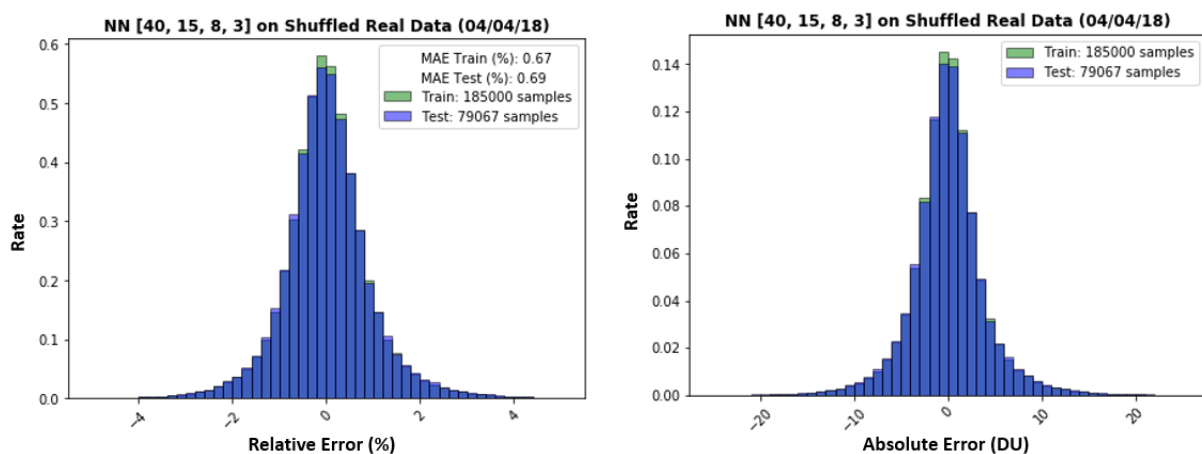 NN [40, 15, 8, 3] on Shuffled Real Data (04/04/18)
MAE Train (%): 0.67
MAE Test (%): 0.69
Train: 185000 samples
Test: 79067 samples
0.6
0.5
0.4
0.3
0.2
0.1
0.0
Rate
-4
-2
0
2
4
Relative Error (%)
NN [40, 15, 8, 3] on Shuffled Real Data (04/04/18)
Train: 185000 samples
Test: 79067 samples
0.14
0.12
0.10
0.08
0.06
0.04
0.02
0.00
Rate
-20
-10
0
10
20
Absolute Error (DU)